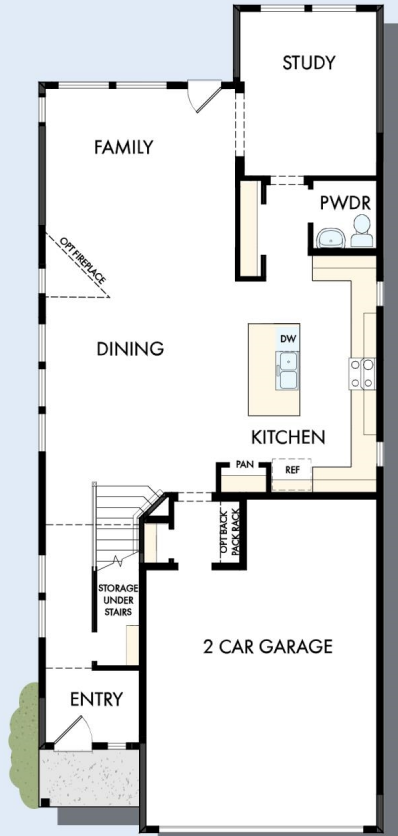 STUDY
FAMILY
PWDR
OPT FIREPLACE
DW
DINING
KITCHEN
PAN
REF
OPT BACK
PACK RACK
STORAGE
UNDER
STAIRS
2 CAR GARAGE
ENTRY